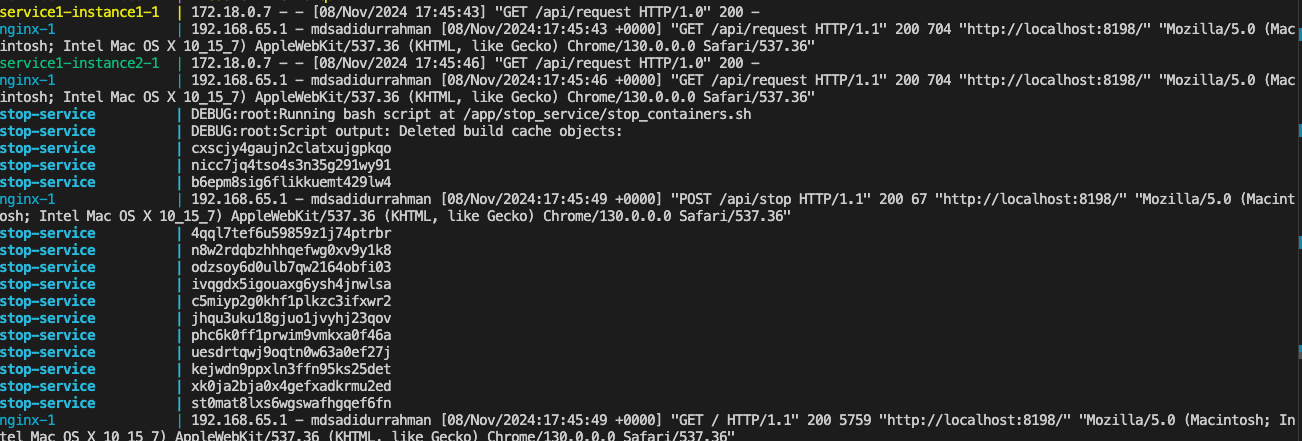 service1-instance1-1  | 172.18.0.7 - - [08/Nov/2024 17:45:43] "GET /api/request HTTP/1.0" 200 -
nginx-1               | 192.168.65.1 - mdsadidurrahman [08/Nov/2024:17:45:43 +0000] "GET /api/request HTTP/1.1" 200 704 "http://localhost:8198/" "Mozilla/5.0 (Mac
intosh; Intel Mac OS X 10_15_7) AppleWebKit/537.36 (KHTML, like Gecko) Chrome/130.0.0.0 Safari/537.36"
service1-instance2-1  | 172.18.0.7 - - [08/Nov/2024 17:45:46] "GET /api/request HTTP/1.0" 200 -
nginx-1               | 192.168.65.1 - mdsadidurrahman [08/Nov/2024:17:45:46 +0000] "GET /api/request HTTP/1.1" 200 704 "http://localhost:8198/" "Mozilla/5.0 (Mac
intosh; Intel Mac OS X 10_15_7) AppleWebKit/537.36 (KHTML, like Gecko) Chrome/130.0.0.0 Safari/537.36"
stop-service          | DEBUG:root:Running bash script at /app/stop_service/stop_containers.sh
stop-service          | DEBUG:root:Script output: Deleted build cache objects:
stop-service          | cxscjy4gaujn2clatxujgpkqo
stop-service          | nicc7jq4tso4s3n35g291wy91
stop-service          | b6epm8sig6flikkuemt429lw4
nginx-1               | 192.168.65.1 - mdsadidurrahman [08/Nov/2024:17:45:49 +0000] "POST /api/stop HTTP/1.1" 200 67 "http://localhost:8198/" "Mozilla/5.0 (Macint
osh; Intel Mac OS X 10_15_7) AppleWebKit/537.36 (KHTML, like Gecko) Chrome/130.0.0.0 Safari/537.36"
stop-service          | 4qql7tef6u59859z1j74ptrbr
stop-service          | n8w2rdqbzhhhqefwg0xv9y1k8
stop-service          | odzsoy6d0ulb7qw2164obfi03
stop-service          | ivqgdx5igouaxg6ysh4jnwlsa
stop-service          | c5miyp2g0khf1plkzc3ifxwr2
stop-service          | jhqu3uku18gjuo1jvyhj23qov
stop-service          | phc6k0ff1prwim9vmkxa0f46a
stop-service          | uesdrtqwj9oqtn0w63a0ef27j
stop-service          | kejwdn9ppxln3ffn95ks25det
stop-service          | xk0ja2bja0x4gefxadkrmu2ed
stop-service          | st0mat8lxs6wgswafhgqef6fn
nginx-1               | 192.168.65.1 - mdsadidurrahman [08/Nov/2024:17:45:49 +0000] "GET / HTTP/1.1" 200 5759 "http://localhost:8198/" "Mozilla/5.0 (Macintosh; In
tel Mac OS X 10_15_7) AppleWebKit/537.36 (KHTML, like Gecko) Chrome/130.0.0.0 Safari/537.36"